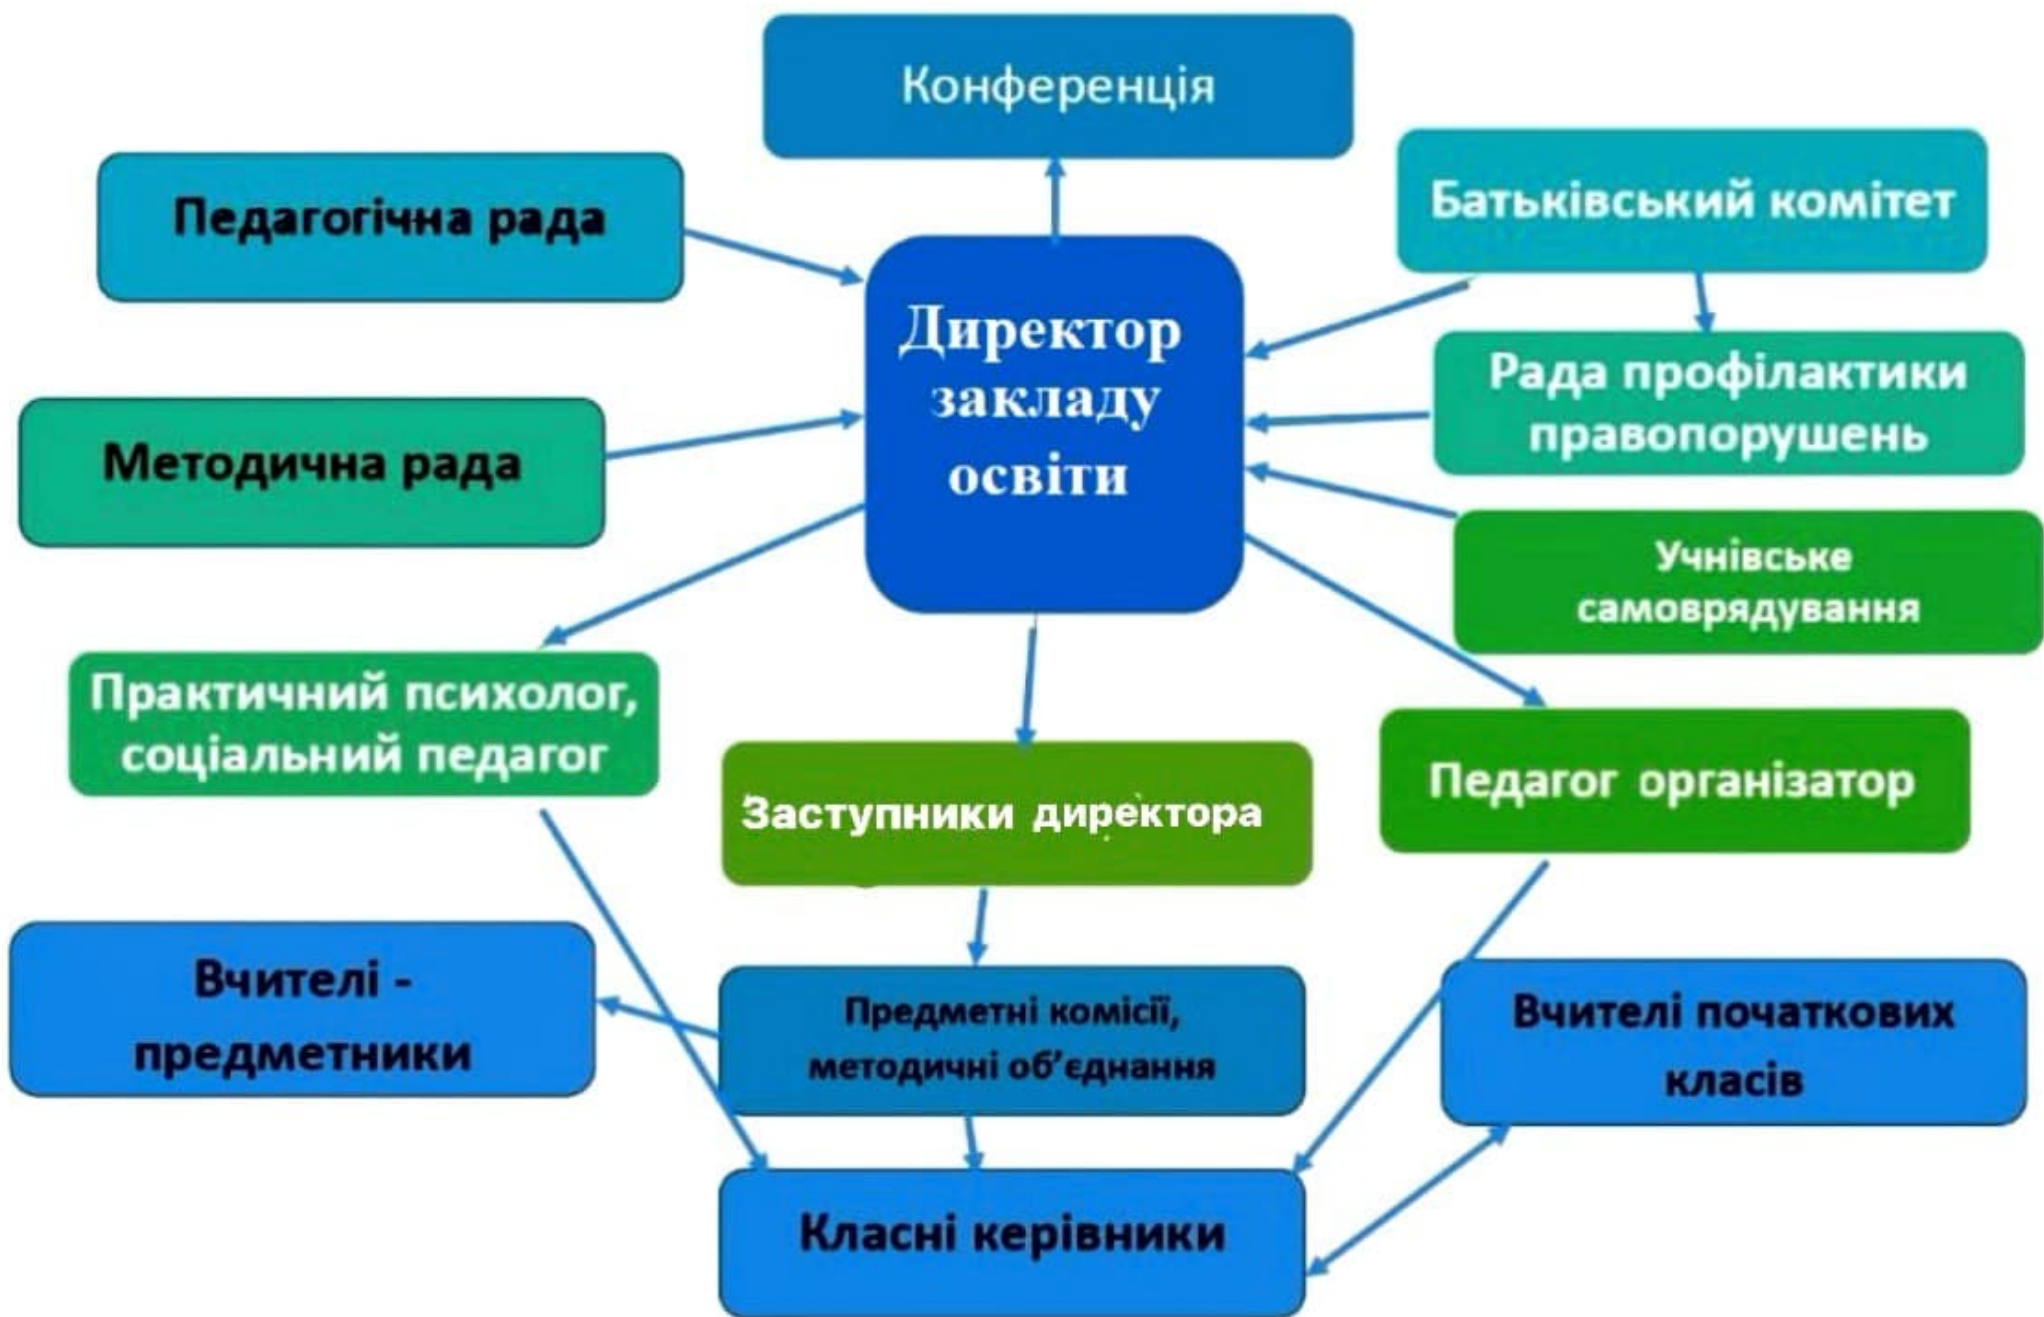 Конференція
Педагогічна рада
Батьківський комітет
Директор
закладу
освіти
Рада профілактики
правопорушень
Методична рада
Учнівське
самоврядування
Практичний психолог,
соціальний педагог
Заступники директора
Педагог організатор
Вчителі -
предметники
Предметні комісії,
методичні об’єднання
Вчителі початкових
класів
Класні керівники